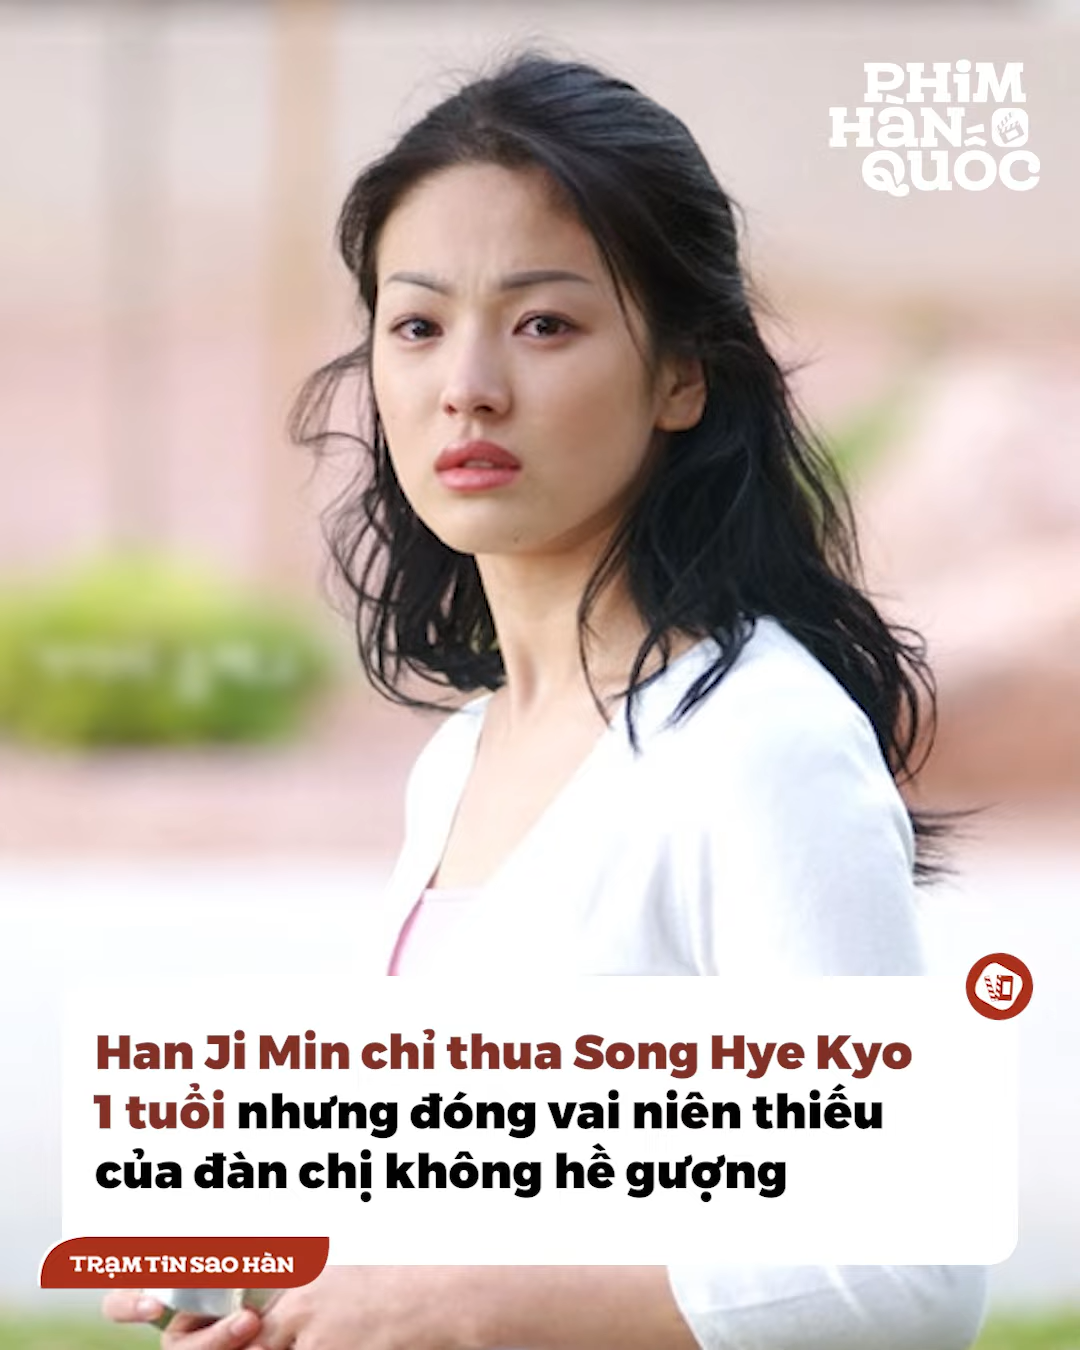 PHiM
HÀN
QUỐC
Han Ji Min chỉ thua Song Hye Kyo
1 tuổi nhưng đóng vai niên thiếu
của đàn chị không hề gượng
TRẠM TIN SAO HÀN